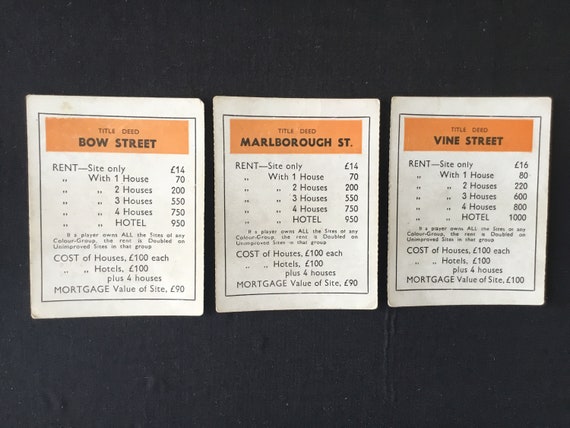 TITLE DEED
BOW STREET
RENT—Site only £14
„ With 1 House 70
„ „ 2 Houses 200
„ „ 3 Houses 550
„ „ 4 Houses 750
„ „ HOTEL 950
If a player owns ALL the Sites of any
Colour-Group, the rent is Doubled on
Unimproved Sites in that group
COST of Houses, £100 each
„ „ Hotels, £100
plus 4 houses
MORTGAGE Value of Site, £90
TITLE DEED
MARLBOROUGH ST.
RENT—Site only £14
„ With 1 House 70
„ „ 2 Houses 200
„ „ 3 Houses 550
„ „ 4 Houses 750
„ „ HOTEL 950
If a player owns ALL the Sites of any
Colour-Group, the rent is Doubled on
Unimproved Sites in that group
COST of Houses, £100 each
„ „ Hotels, £100
plus 4 houses
MORTGAGE Value of Site, £90
TITLE DEED
VINE STREET
RENT—Site only £16
„ With 1 House 80
„ „ 2 Houses 220
„ „ 3 Houses 600
„ „ 4 Houses 800
„ „ HOTEL 1000
If a player owns ALL the Sites of any
Colour-Group, the rent is Doubled on
Unimproved Sites in that group
COST of Houses, £100 each
„ „ Hotels, £100
plus 4 houses
MORTGAGE Value of Site, £100